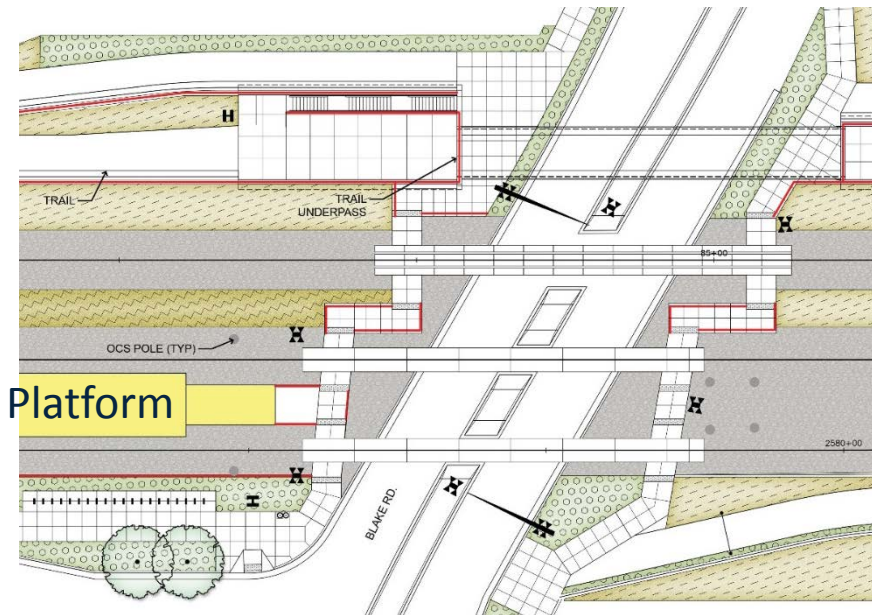 TRAIL
TRAIL
UNDERPASS
85+00
OCS POLE (TYP)
Platform
2580+00
BLAKE RD.